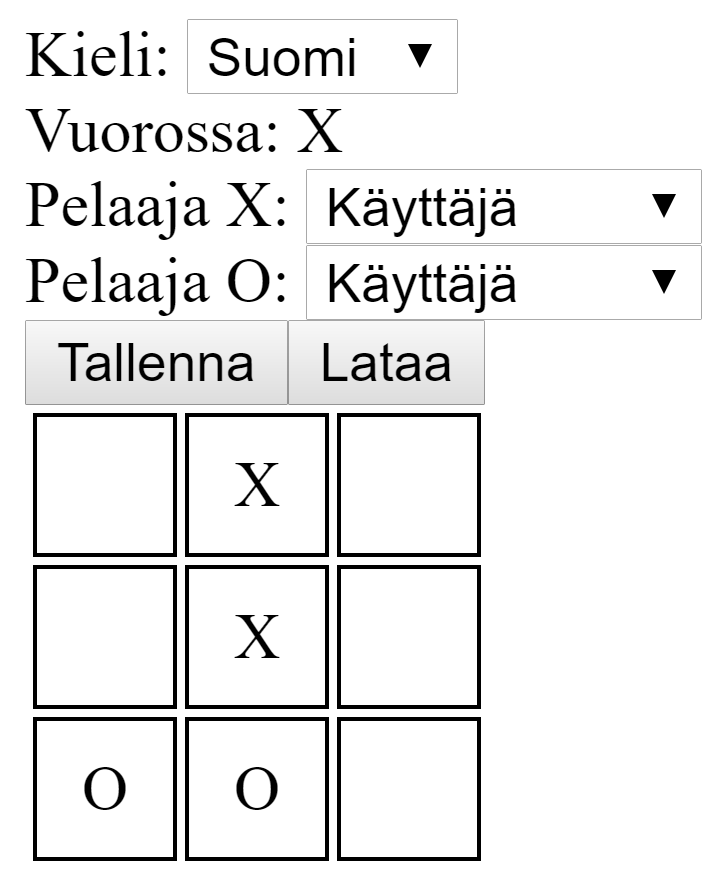 Kieli: Suomi ▼
Vuorossa: X
Pelaaja X: Käyttäjä ▼
Pelaaja O: Käyttäjä ▼
Tallenna Lataa
X
X
O O